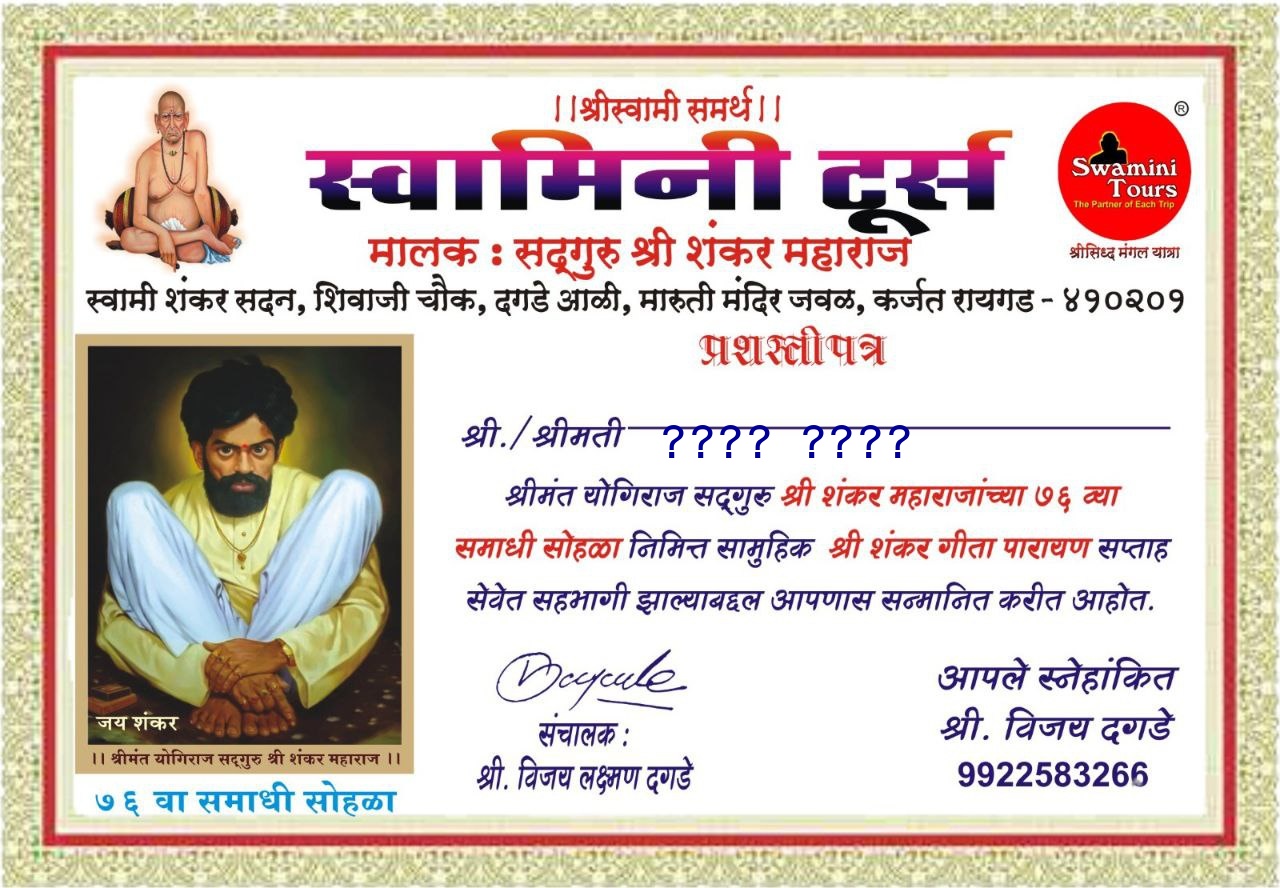 ||श्रीस्वामी समर्थ||
स्वामिनी टूर्स
®
Swamini
Tours
The Partner of Each Trip
श्रीसिध्द मंगल यात्रा
मालक : सद्‌गुरु श्री शंकर महाराज
स्वामी शंकर सदन, शिवाजी चौक, दगडे आळी, मारुती मंदिर जवळ, कर्जत रायगड - ४१०२०१
प्रशस्तीपत्र
श्री./श्रीमती ???? ????
श्रीमंत योगिराज सद्‌गुरु श्री शंकर महाराजांच्या ७६ व्या
समाधी सोहळा निमित्त सामुहिक श्री शंकर गीता पारायण सप्ताह
सेवेत सहभागी झाल्याबद्दल आपणास सन्मानित करीत आहोत.
जय शंकर
|| श्रीमंत योगिराज सद्‌गुरु श्री शंकर महाराज ||
७६ वा समाधी सोहळा
संचालक :
श्री. विजय लक्ष्मण दगडे
आपले स्नेहांकित
श्री. विजय दगडे
9922583266